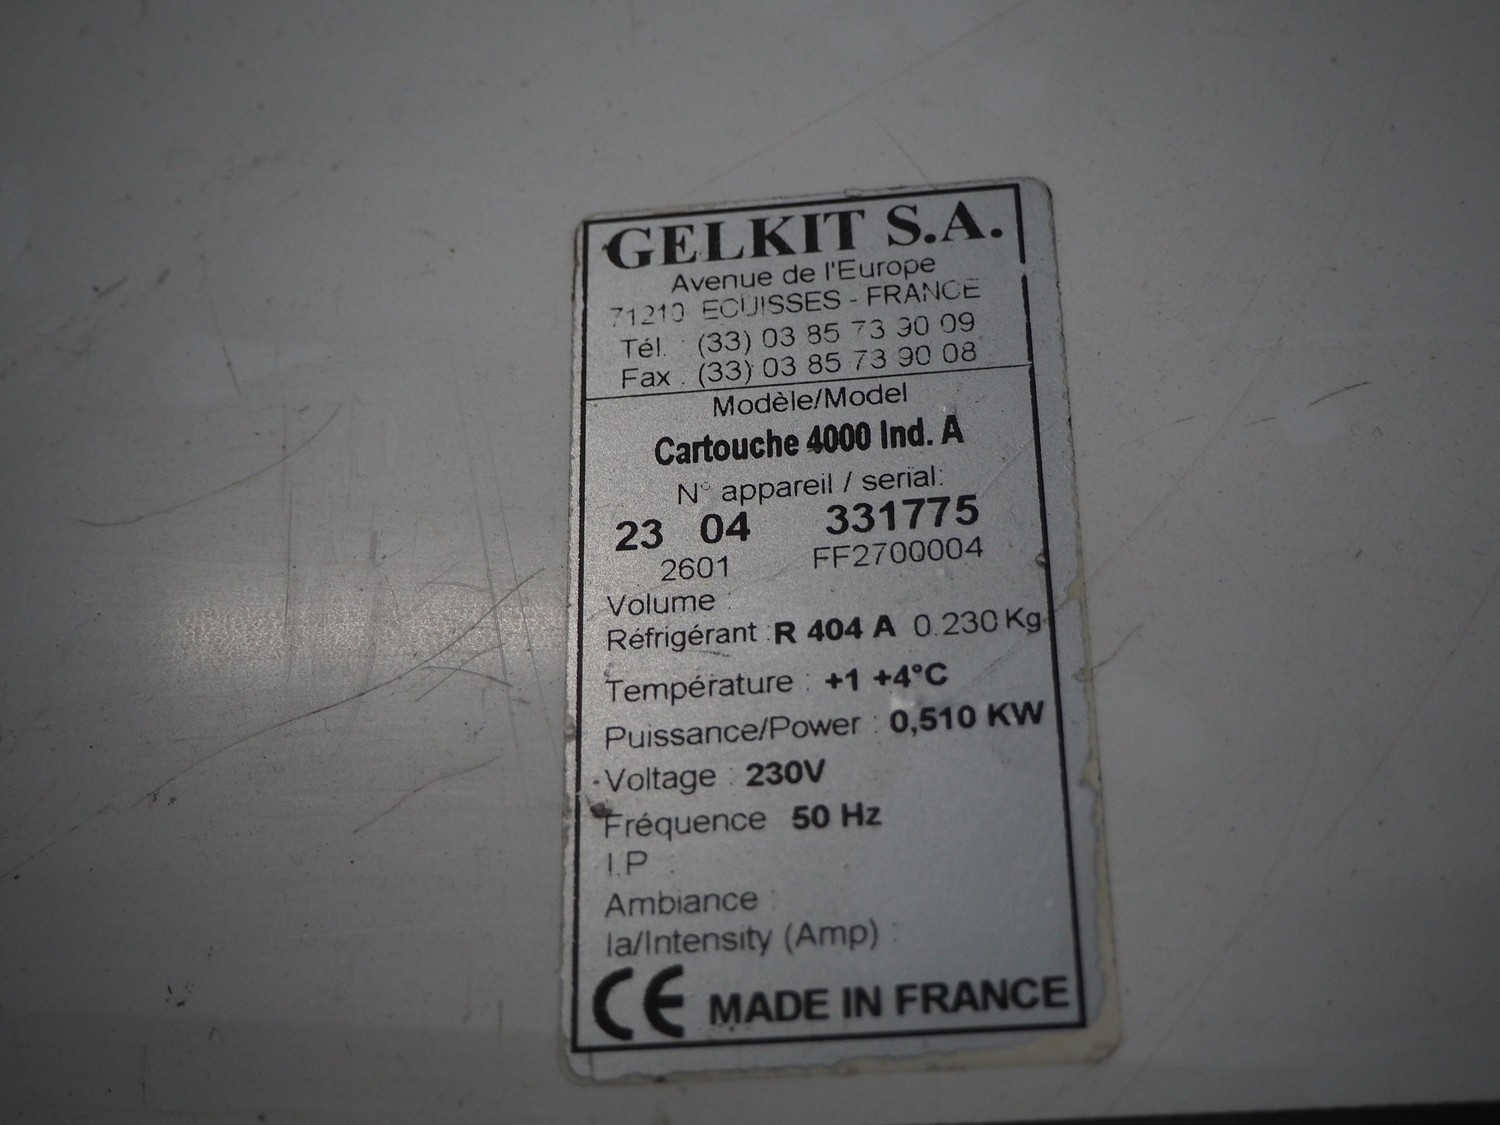 GELKIT S.A.
Avenue de l'Europe
71210 ECUISSES - FRANCE
Tél. : (33) 03 85 73 90 09
Fax : (33) 03 85 73 90 08
Modèle/Model
Cartouche 4000 Ind. A
N° appareil / serial:
23 04 331775
2601 FF2700004
Volume :
Réfrigérant : R 404 A 0.230 Kg
Température : +1 +4°C
Puissance/Power : 0,510 KW
Voltage : 230V
Fréquence 50 Hz
I.P :
Ambiance :
Ia/Intensity (Amp) :
CE MADE IN FRANCE